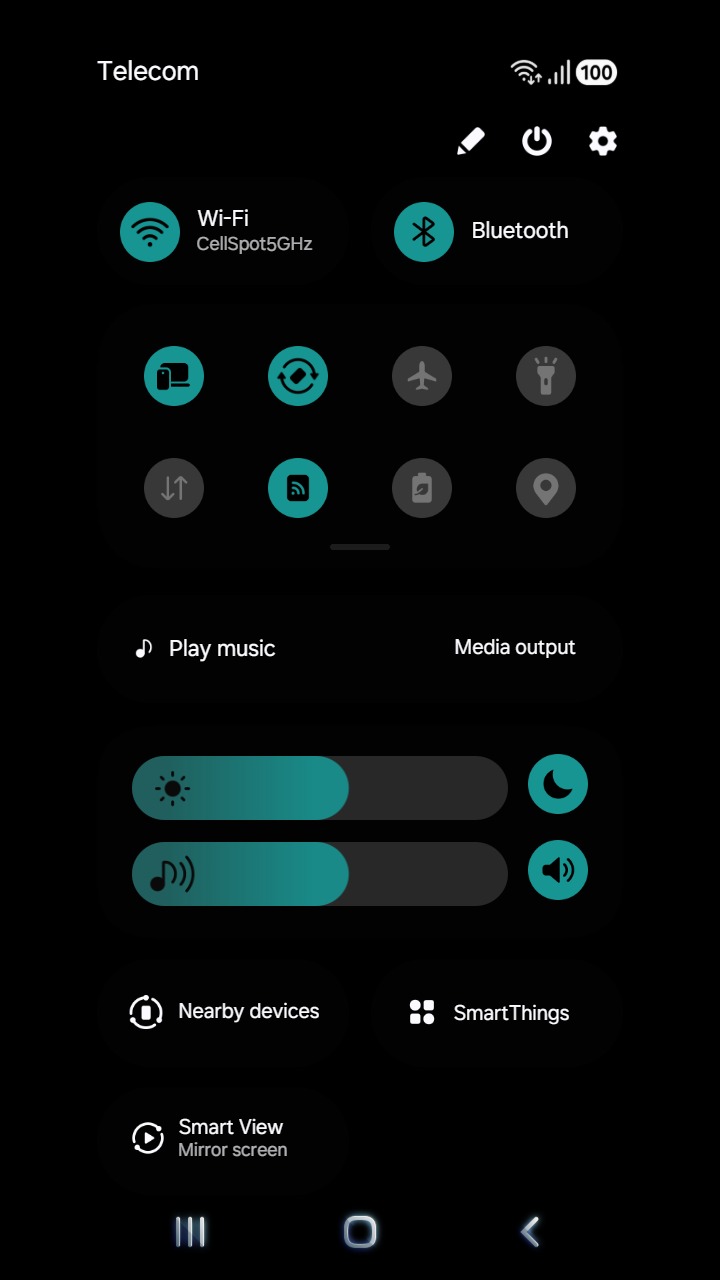 Telecom
100
Wi-Fi
CellSpot5GHz
Bluetooth
Play music
Media output
Nearby devices
SmartThings
Smart View
Mirror screen